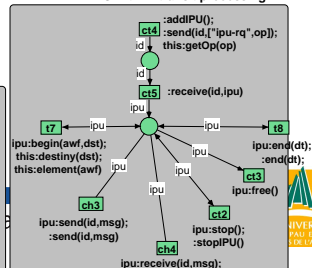 :addIPU();
ct4
:send(id,["ipu-rq",op]);
this:getOp(op)
id
id
ct5
:receive(id,ipu)
ipu
t7
ipu
ipu
t8
ipu:begin(awf,dst);
this:destiny(dst);
this:element(awf)
ipu:end(dt);
:end(dt);
ipu
ipu
ipu
ipu
ct3
ipu:free()
ch3
ct2
ipu:send(id,msg);
:send(id,msg)
ipu:stop();
:stopIPU()
ch4
ipu:receive(id,msg);